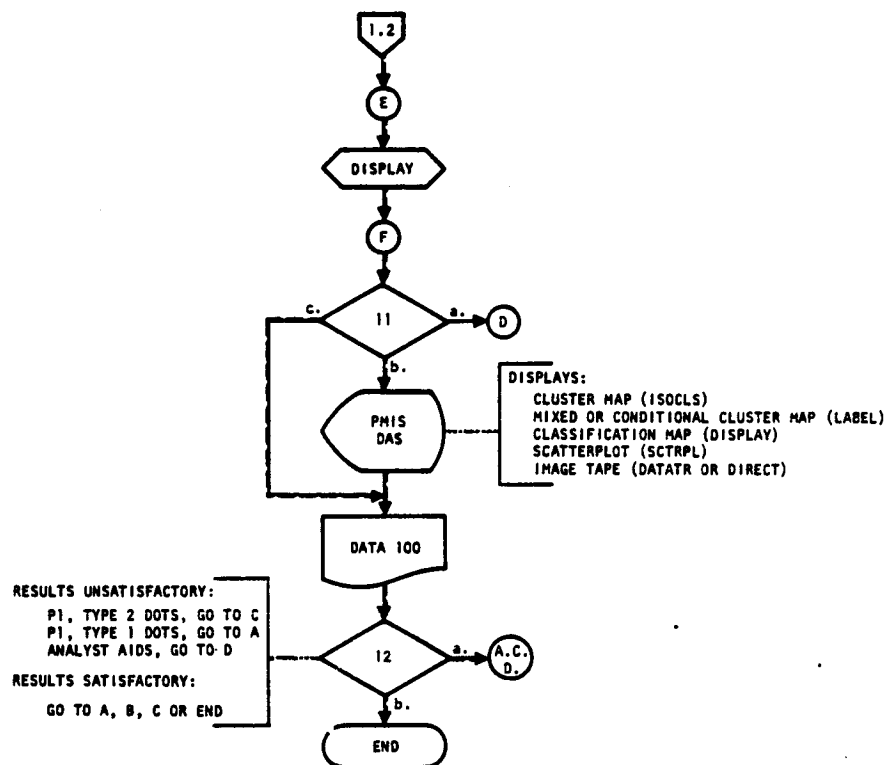 1.2
E
DISPLAY
F
c.
11
a.
D
b.
PMIS
DAS
DISPLAYS:
CLUSTER MAP (ISOCLS)
MIXED OR CONDITIONAL CLUSTER MAP (LABEL)
CLASSIFICATION MAP (DISPLAY)
SCATTERPLOT (SCTRPL)
IMAGE TAPE (DATATR OR DIRECT)
DATA 100
RESULTS UNSATISFACTORY:
P1, TYPE 2 DOTS, GO TO C
P1, TYPE 1 DOTS, GO TO A
ANALYST AIDS, GO TO D
RESULTS SATISFACTORY:
GO TO A, B, C OR END
12
a.
A.C.
D.
b.
END